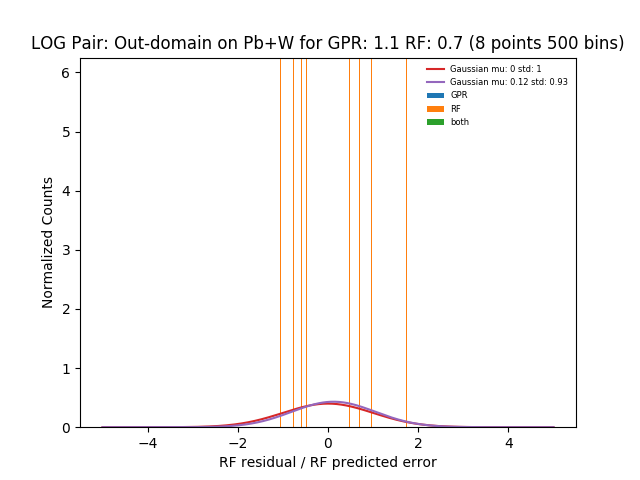 LOG Pair: Out-domain on Pb+W for GPR: 1.1 RF: 0.7 (8 points 500 bins)
Gaussian mu: 0 std: 1
Gaussian mu: 0.12 std: 0.93
GPR
RF
both
Normalized Counts
6
5
4
3
2
1
0
−4 −2 0 2 4
RF residual / RF predicted error